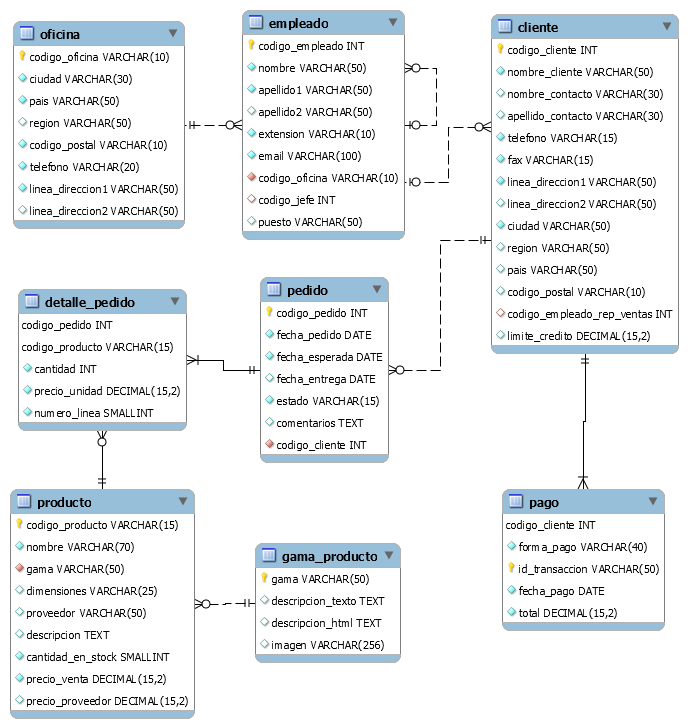 oficina
codigo_oficina VARCHAR(10)
ciudad VARCHAR(30)
pais VARCHAR(50)
region VARCHAR(50)
codigo_postal VARCHAR(10)
telefono VARCHAR(20)
linea_direccion1 VARCHAR(50)
linea_direccion2 VARCHAR(50)
empleado
codigo_empleado INT
nombre VARCHAR(50)
apellido1 VARCHAR(50)
apellido2 VARCHAR(50)
extension VARCHAR(10)
email VARCHAR(100)
codigo_oficina VARCHAR(10)
codigo_jefe INT
puesto VARCHAR(50)
cliente
codigo_cliente INT
nombre_cliente VARCHAR(50)
nombre_contacto VARCHAR(30)
apellido_contacto VARCHAR(30)
telefono VARCHAR(15)
fax VARCHAR(15)
linea_direccion1 VARCHAR(50)
linea_direccion2 VARCHAR(50)
ciudad VARCHAR(50)
region VARCHAR(50)
pais VARCHAR(50)
codigo_postal VARCHAR(10)
codigo_empleado_rep_ventas INT
limite_credito DECIMAL(15,2)
detalle_pedido
codigo_pedido INT
codigo_producto VARCHAR(15)
cantidad INT
precio_unidad DECIMAL(15,2)
numero_linea SMALLINT
pedido
codigo_pedido INT
fecha_pedido DATE
fecha_esperada DATE
fecha_entrega DATE
estado VARCHAR(15)
comentarios TEXT
codigo_cliente INT
producto
codigo_producto VARCHAR(15)
nombre VARCHAR(70)
gama VARCHAR(50)
dimensiones VARCHAR(25)
proveedor VARCHAR(50)
descripcion TEXT
cantidad_en_stock SMALLINT
precio_venta DECIMAL(15,2)
precio_proveedor DECIMAL(15,2)
gama_producto
gama VARCHAR(50)
descripcion_texto TEXT
descripcion_html TEXT
imagen VARCHAR(256)
pago
codigo_cliente INT
forma_pago VARCHAR(40)
id_transaccion VARCHAR(50)
fecha_pago DATE
total DECIMAL(15,2)